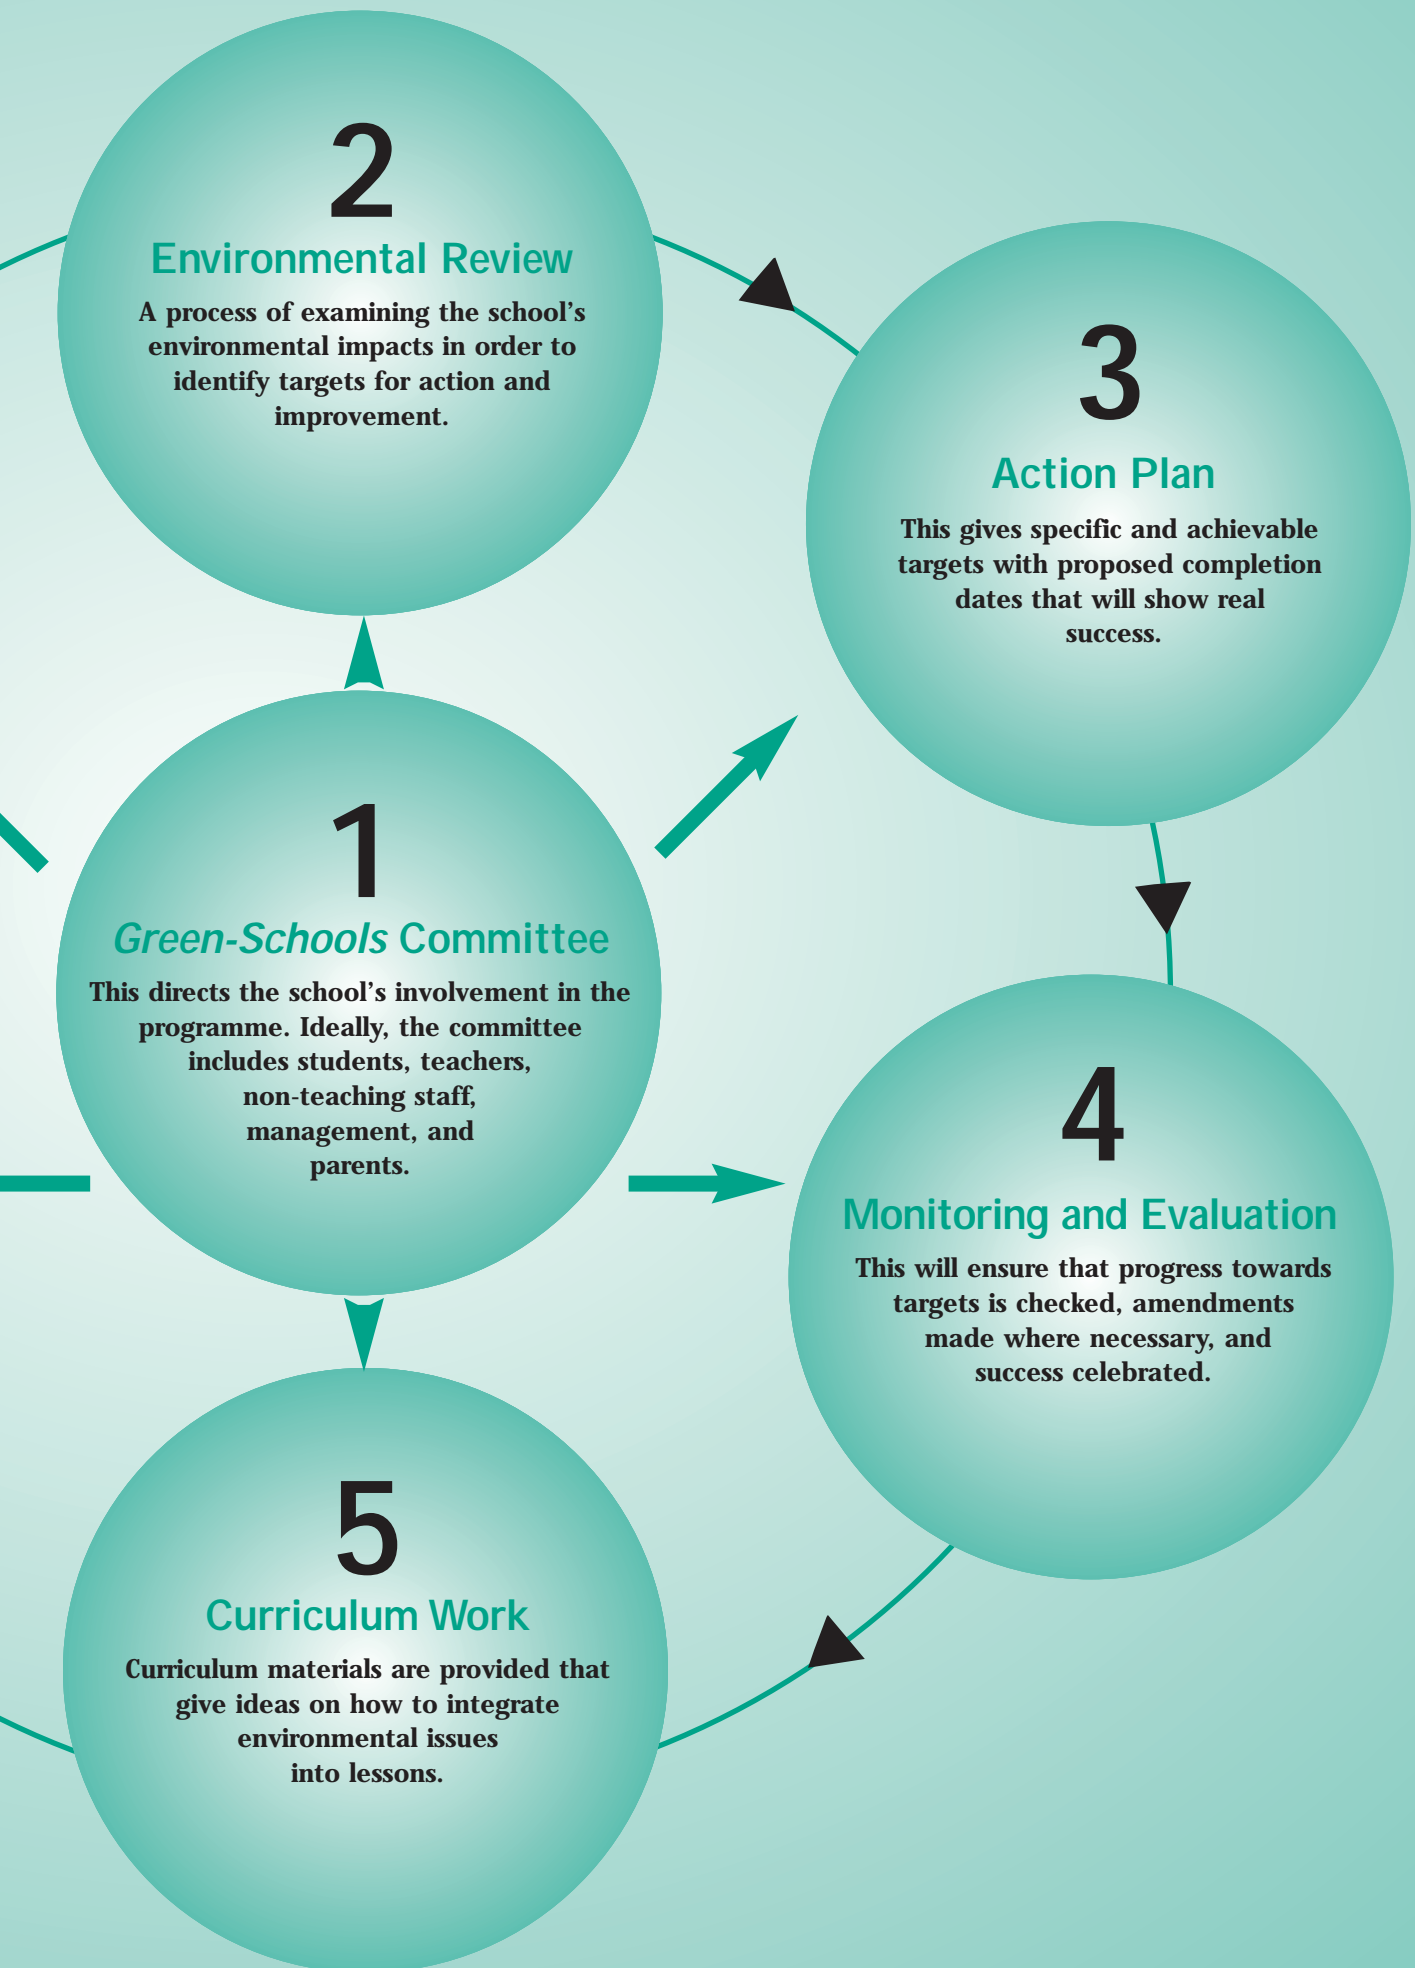 2
Environmental Review
A process of examining the school's
environmental impacts in order to
identify targets for action and
improvement.
3
Action Plan
This gives specific and achievable
targets with proposed completion
dates that will show real
success.
1
Green-Schools Committee
This directs the school's involvement in the
programme. Ideally, the committee
includes students, teachers,
non-teaching staff,
management, and
parents.
4
Monitoring and Evaluation
This will ensure that progress towards
targets is checked, amendments
made where necessary, and
success celebrated.
5
Curriculum Work
Curriculum materials are provided that
give ideas on how to integrate
environmental issues
into lessons.